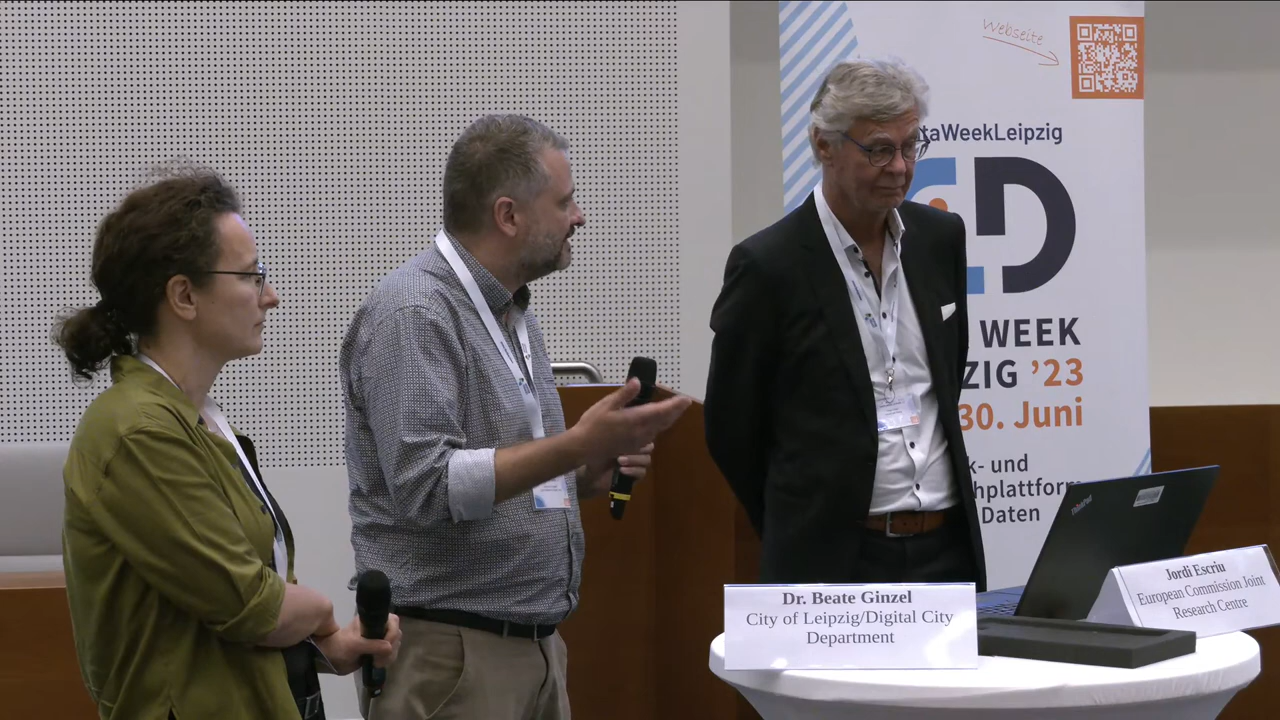 Webseite
taWeekLeipzig
D
WEEK
ZIG ’23
30. Juni
k- und
hplattform
Daten
ThinkPad
Dr. Beate Ginzel
City of Leipzig/Digital City
Department
Jordi Escriu
European Commission Joint
Research Centre